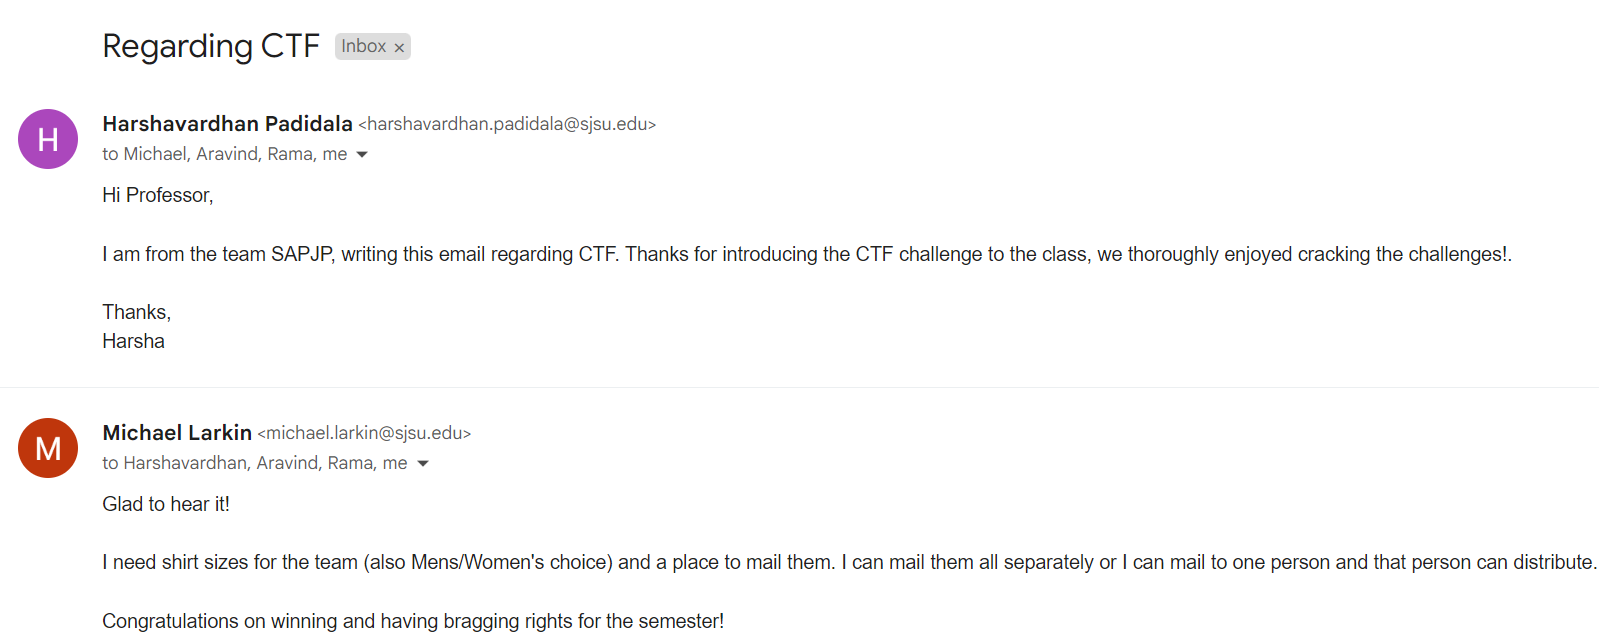 Regarding CTF Inbox ×
H
Harshavardhan Padidala <harshavardhan.padidala@sjsu.edu>
to Michael, Aravind, Rama, me
Hi Professor,
I am from the team SAPJP, writing this email regarding CTF. Thanks for introducing the CTF challenge to the class, we thoroughly enjoyed cracking the challenges!.
Thanks,
Harsha
M
Michael Larkin <michael.larkin@sjsu.edu>
to Harshavardhan, Aravind, Rama, me
Glad to hear it!
I need shirt sizes for the team (also Mens/Women's choice) and a place to mail them. I can mail them all separately or I can mail to one person and that person can distribute.
Congratulations on winning and having bragging rights for the semester!